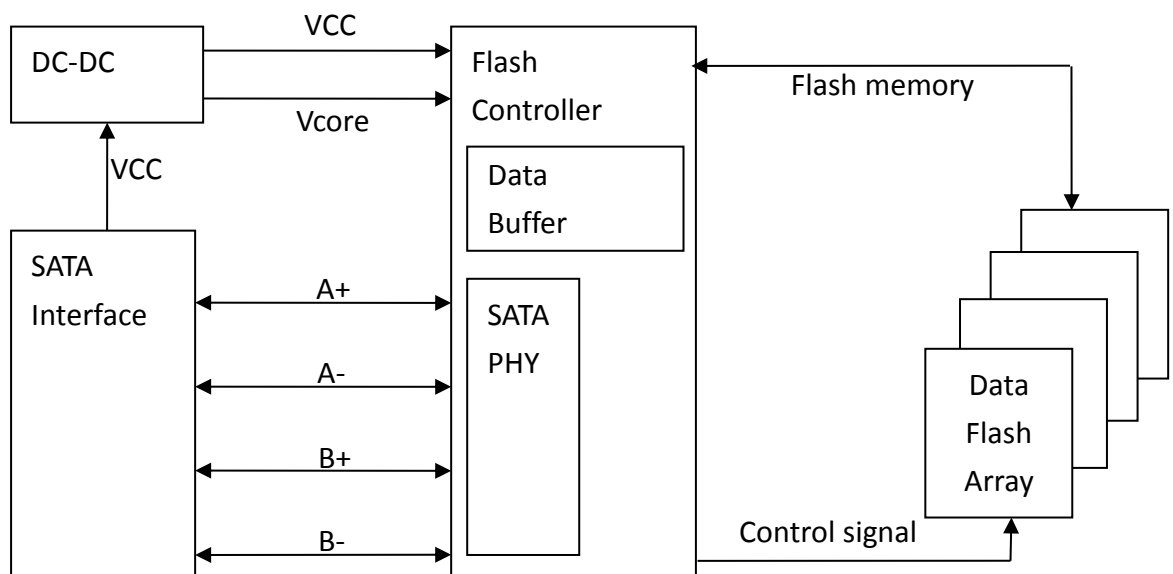 VCC
DC-DC
Flash
Controller
Flash memory
Vcore
VCC
Data
Buffer
SATA
Interface
A+
SATA
PHY
A-
Data
Flash
Array
B+
B-
Control signal